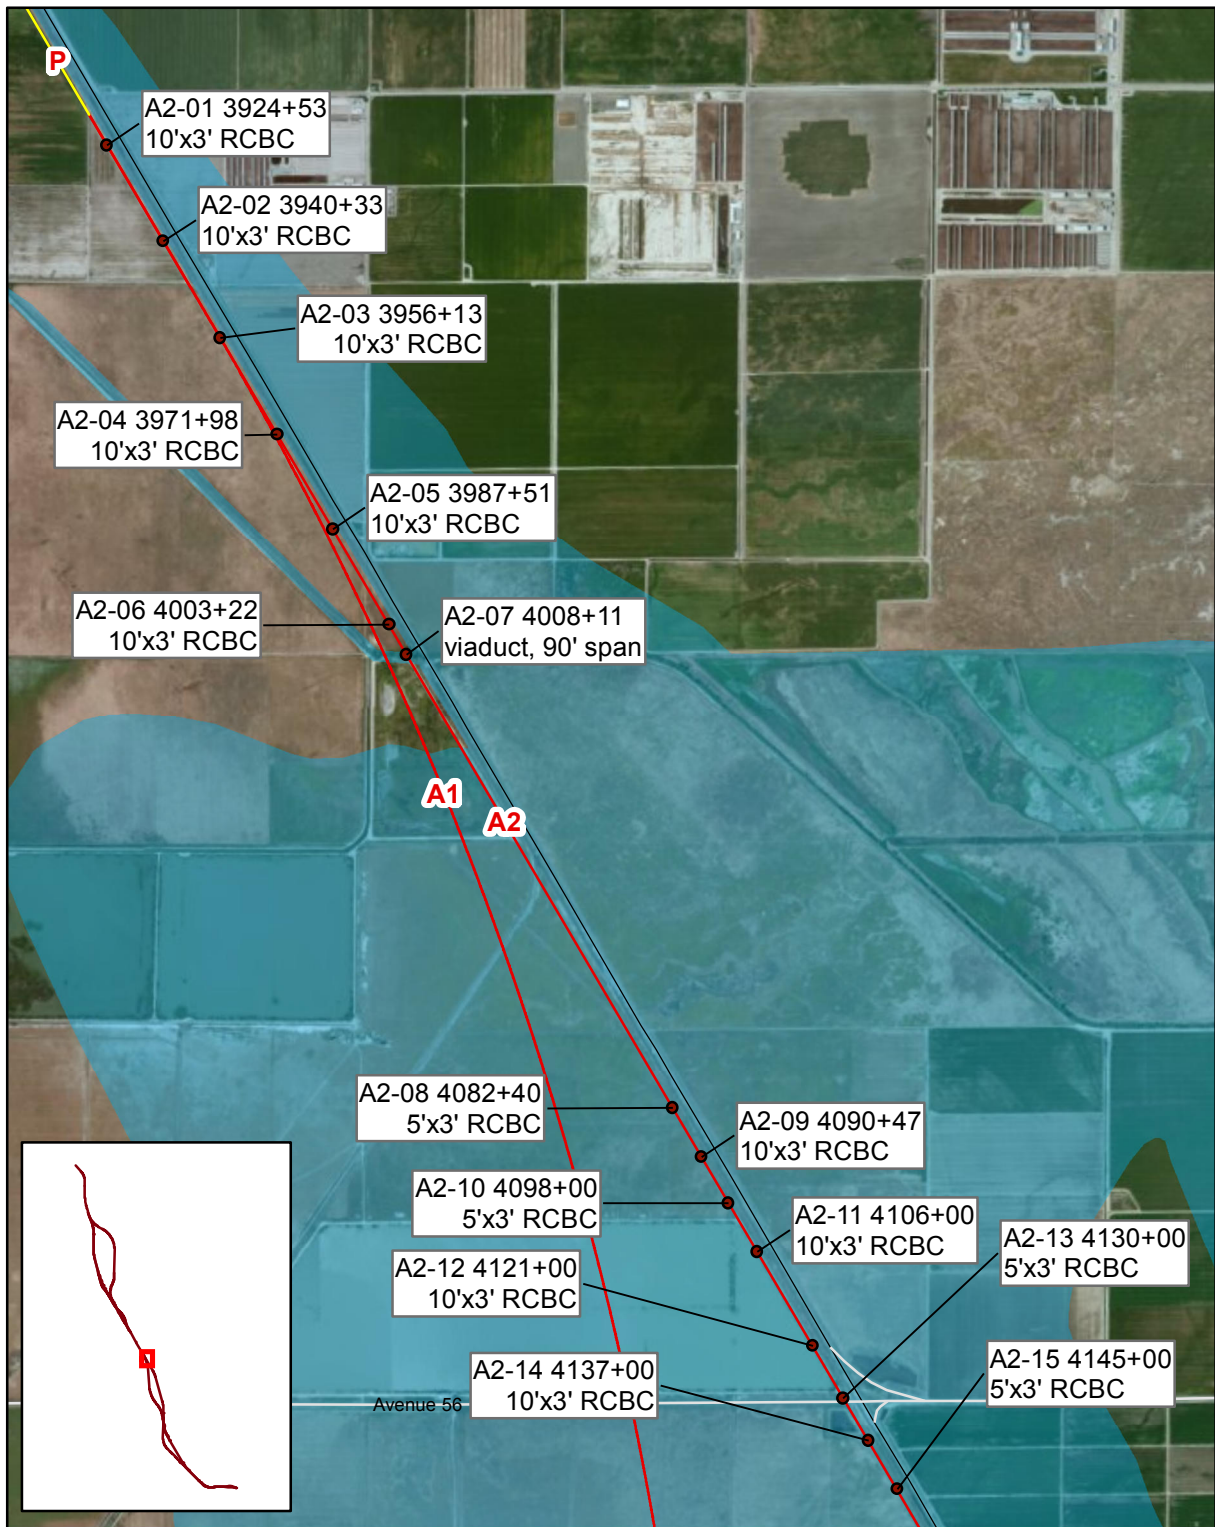 P
A2-01 3924+53
10'x3' RCBC
A2-02 3940+33
10'x3' RCBC
A2-03 3956+13
10'x3' RCBC
A2-04 3971+98
10'x3' RCBC
A2-05 3987+51
10'x3' RCBC
A2-06 4003+22
10'x3' RCBC
A2-07 4008+11
viaduct, 90' span
A1
A2
A2-08 4082+40
5'x3' RCBC
A2-09 4090+47
10'x3' RCBC
A2-10 4098+00
5'x3' RCBC
A2-11 4106+00
10'x3' RCBC
A2-12 4121+00
10'x3' RCBC
A2-13 4130+00
5'x3' RCBC
A2-14 4137+00
10'x3' RCBC
A2-15 4145+00
5'x3' RCBC
Avenue 56